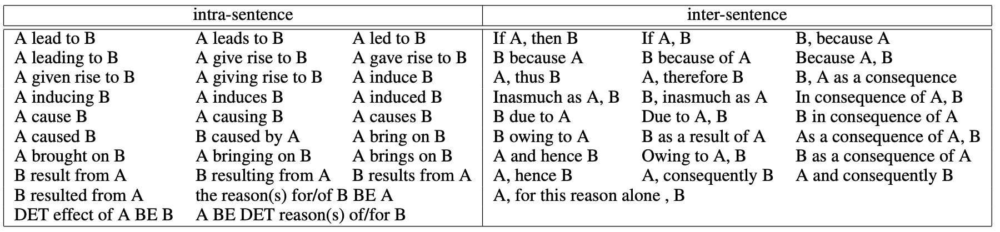 intra-sentence inter-sentence
A lead to B A leads to B A led to B If A, then B If A, B B, because A
A leading to B A give rise to B A gave rise to B B because A B because of A Because A, B
A given rise to B A giving rise to B A induce B A, thus B A, therefore B B, A as a consequence
A inducing B A induces B A induced B Inasmuch as A, B B, inasmuch as A In consequence of A, B
A cause B A causing B A causes B B due to A Due to A, B B in consequence of A
A caused B B caused by A A bring on B B owing to A B as a result of A As a consequence of A, B
A brought on B A bringing on B A brings on B A and hence B Owing to A, B B as a consequence of A
B result from A B resulting from A B results from A A, hence B A, consequently B A and consequently B
B resulted from A the reason(s) for/of B BE A A, for this reason alone , B
DET effect of A BE B A BE DET reason(s) of/for B